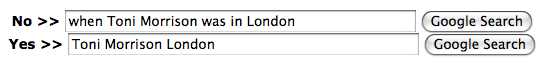 No >> when Toni Morrison was in London Google Search
Yes >> Toni Morrison London Google Search